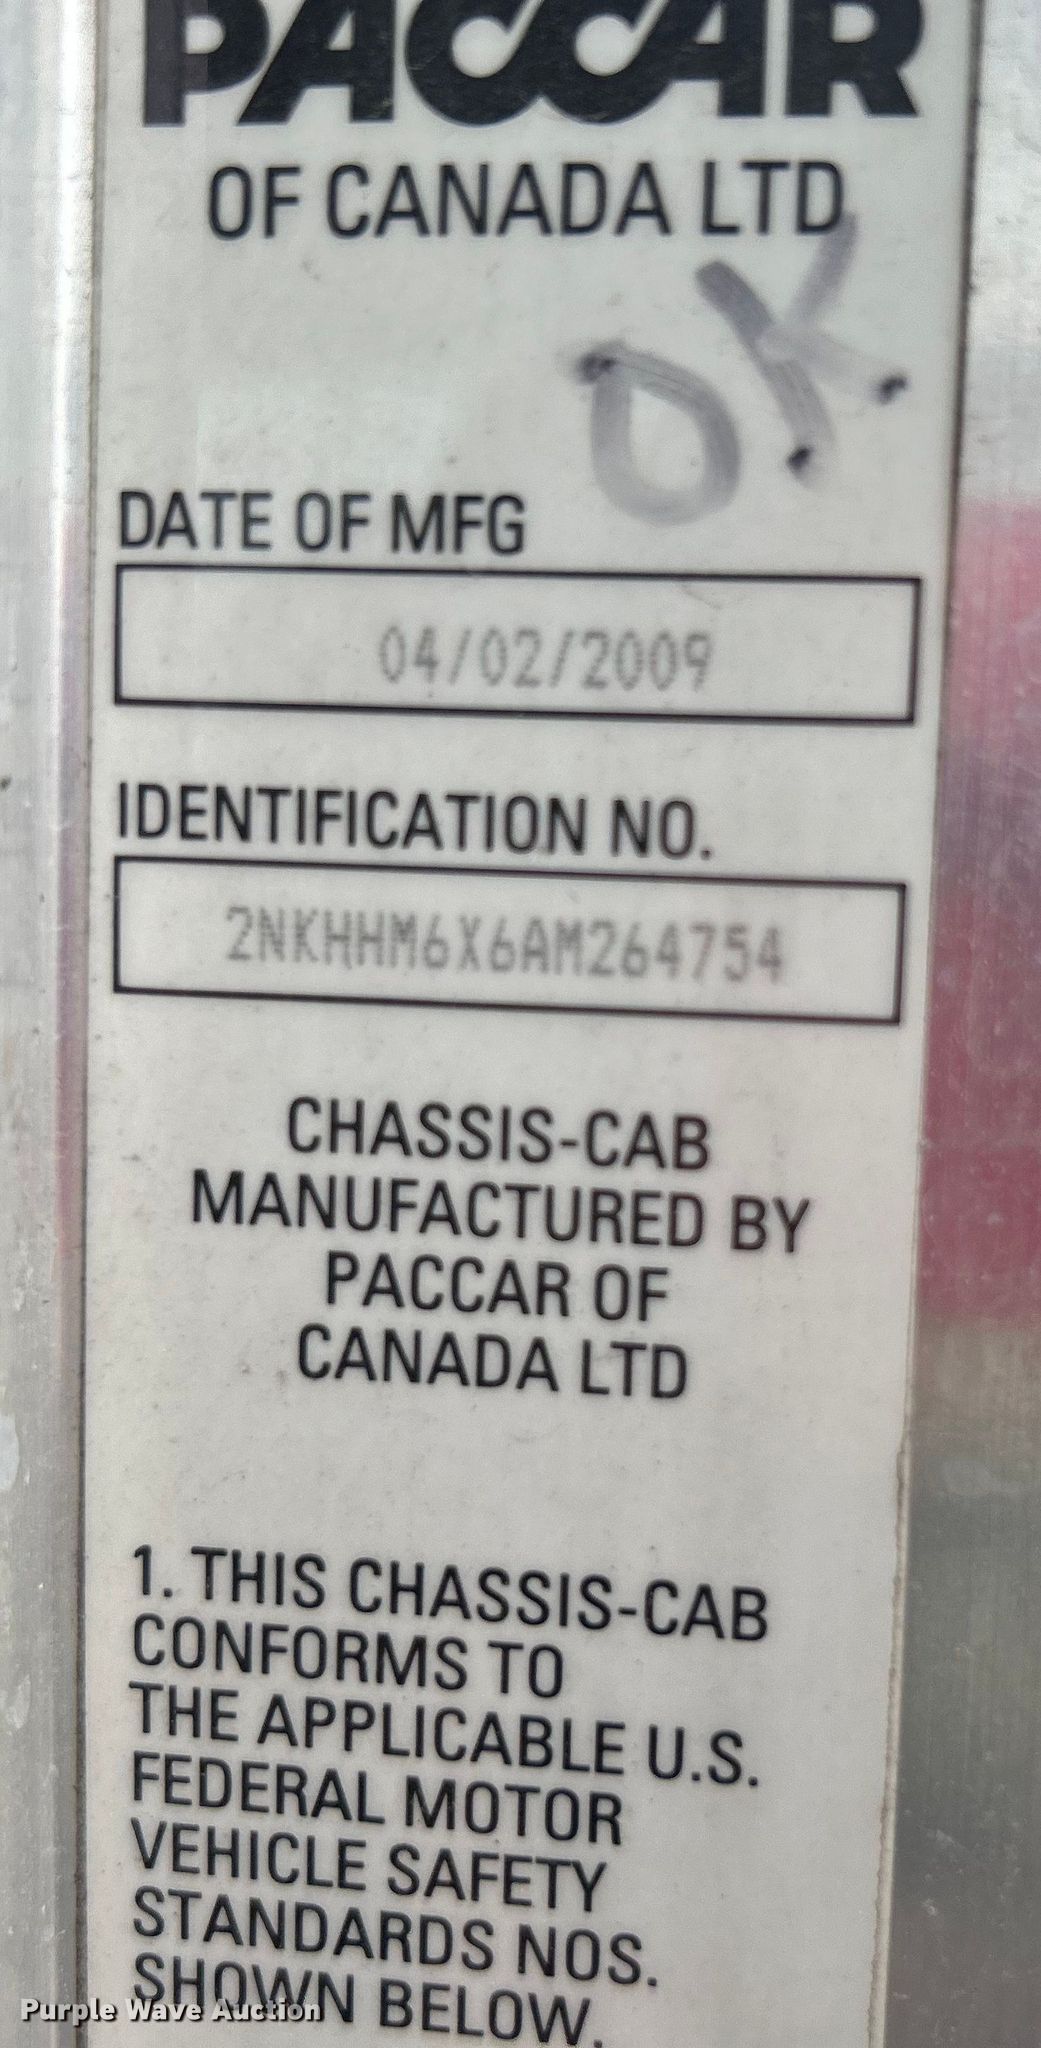 PACCAR
OF CANADA LTD
OK
DATE OF MFG
04/02/2009
IDENTIFICATION NO.
2NKHHM6X6AM264754
CHASSIS-CAB
MANUFACTURED BY
PACCAR OF
CANADA LTD
1. THIS CHASSIS-CAB
CONFORMS TO
THE APPLICABLE U.S.
FEDERAL MOTOR
VEHICLE SAFETY
STANDARDS NOS.
SHOWN BELOW.
Purple Wave Auction